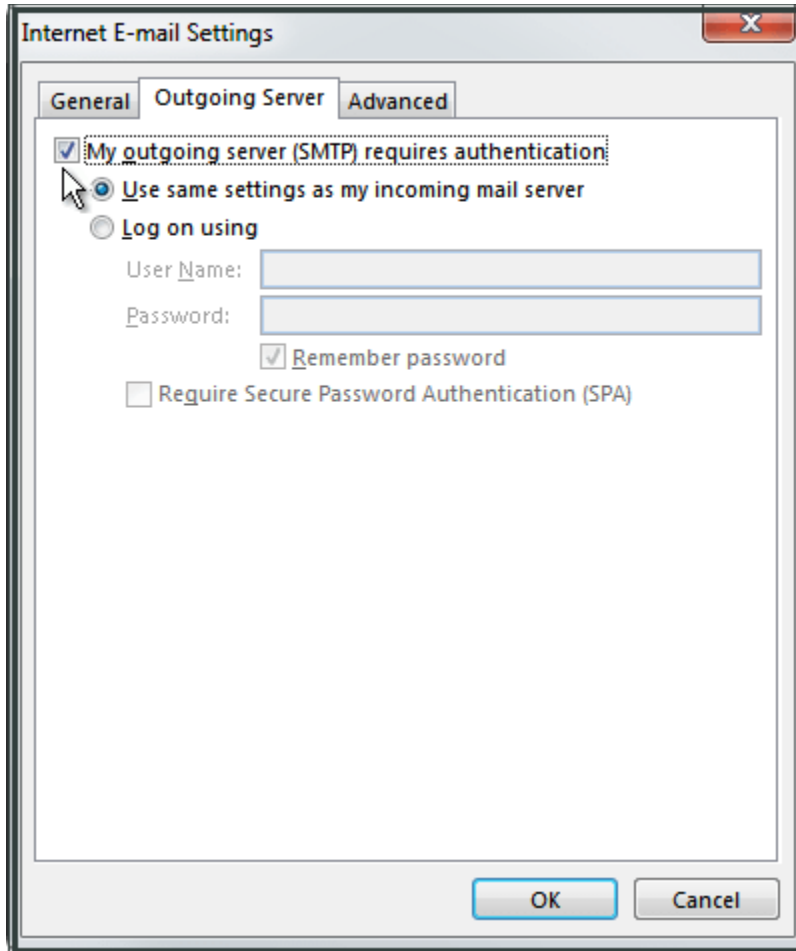 Internet E-mail Settings
General Outgoing Server Advanced
My outgoing server (SMTP) requires authentication
Use same settings as my incoming mail server
Log on using
User Name:
Password:
Remember password
Require Secure Password Authentication (SPA)
OK Cancel